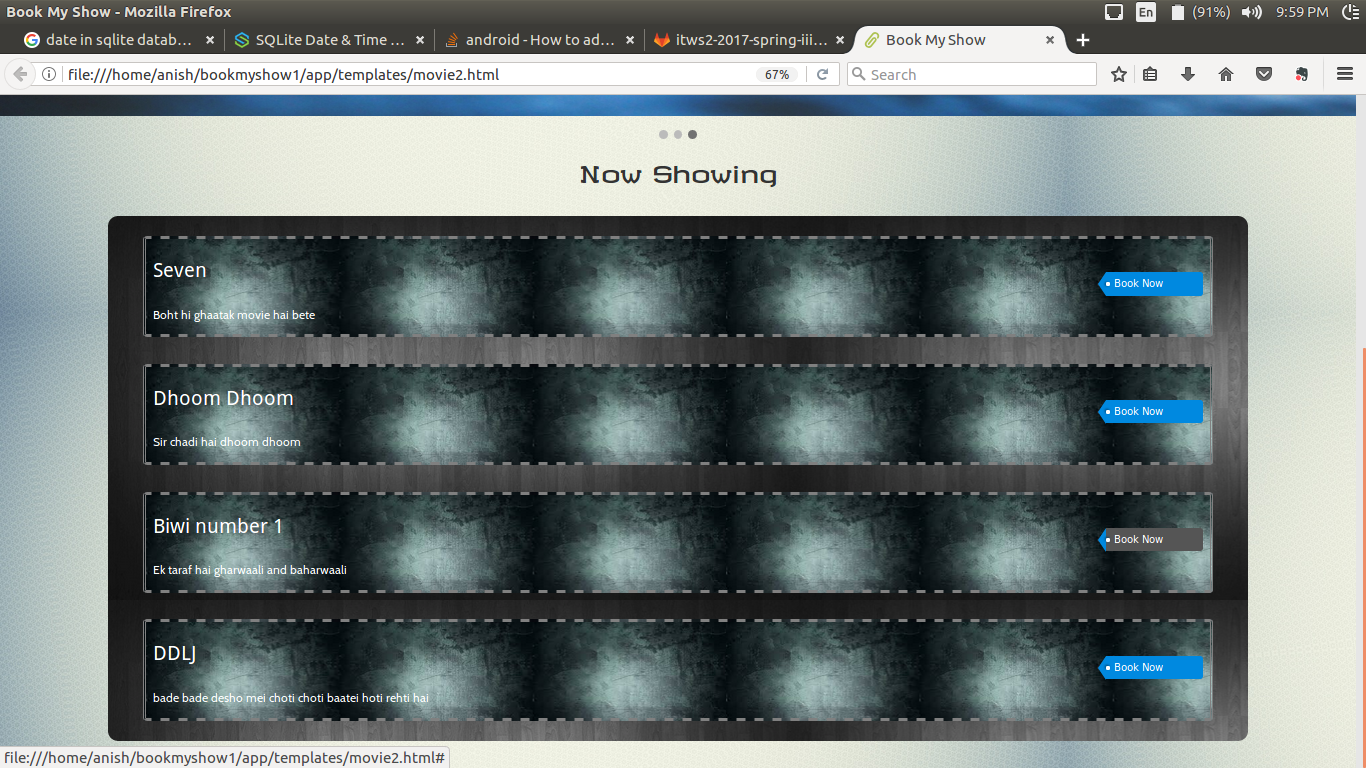 Book My Show - Mozilla Firefox
En (91%) 9:59 PM
date in sqlite datab... × SQLite Date & Time ... × android - How to ad... × itws2-2017-spring-iii... × Book My Show ×
file:///home/anish/bookmyshow1/app/templates/movie2.html 67% Search
Now Showing
Seven
Book Now
Boht hi ghaatak movie hai bete
Dhoom Dhoom
Book Now
Sir chadi hai dhoom dhoom
Biwi number 1
Book Now
Ek taraf hai gharwaali and baharwaali
DDLJ
Book Now
bade bade desho mei choti choti baatei hoti rehti hai
file:///home/anish/bookmyshow1/app/templates/movie2.html#